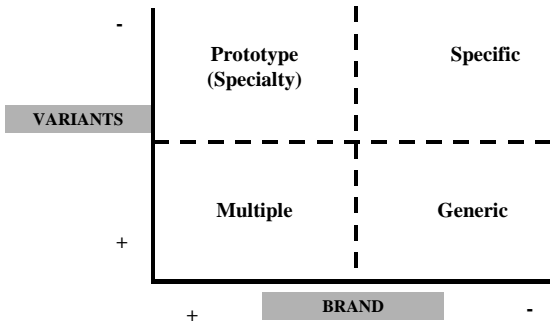 -
Prototype
(Specialty)
Specific
VARIANTS
Multiple
Generic
+
+
BRAND
-